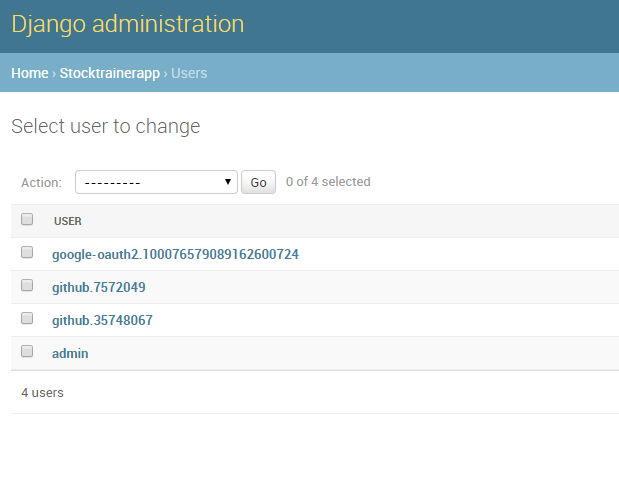 Django administration
Home › Stocktrainerapp › Users
Select user to change
Action: --------- Go 0 of 4 selected
USER
google-oauth2.100076579089162600724
github.7572049
github.35748067
admin
4 users